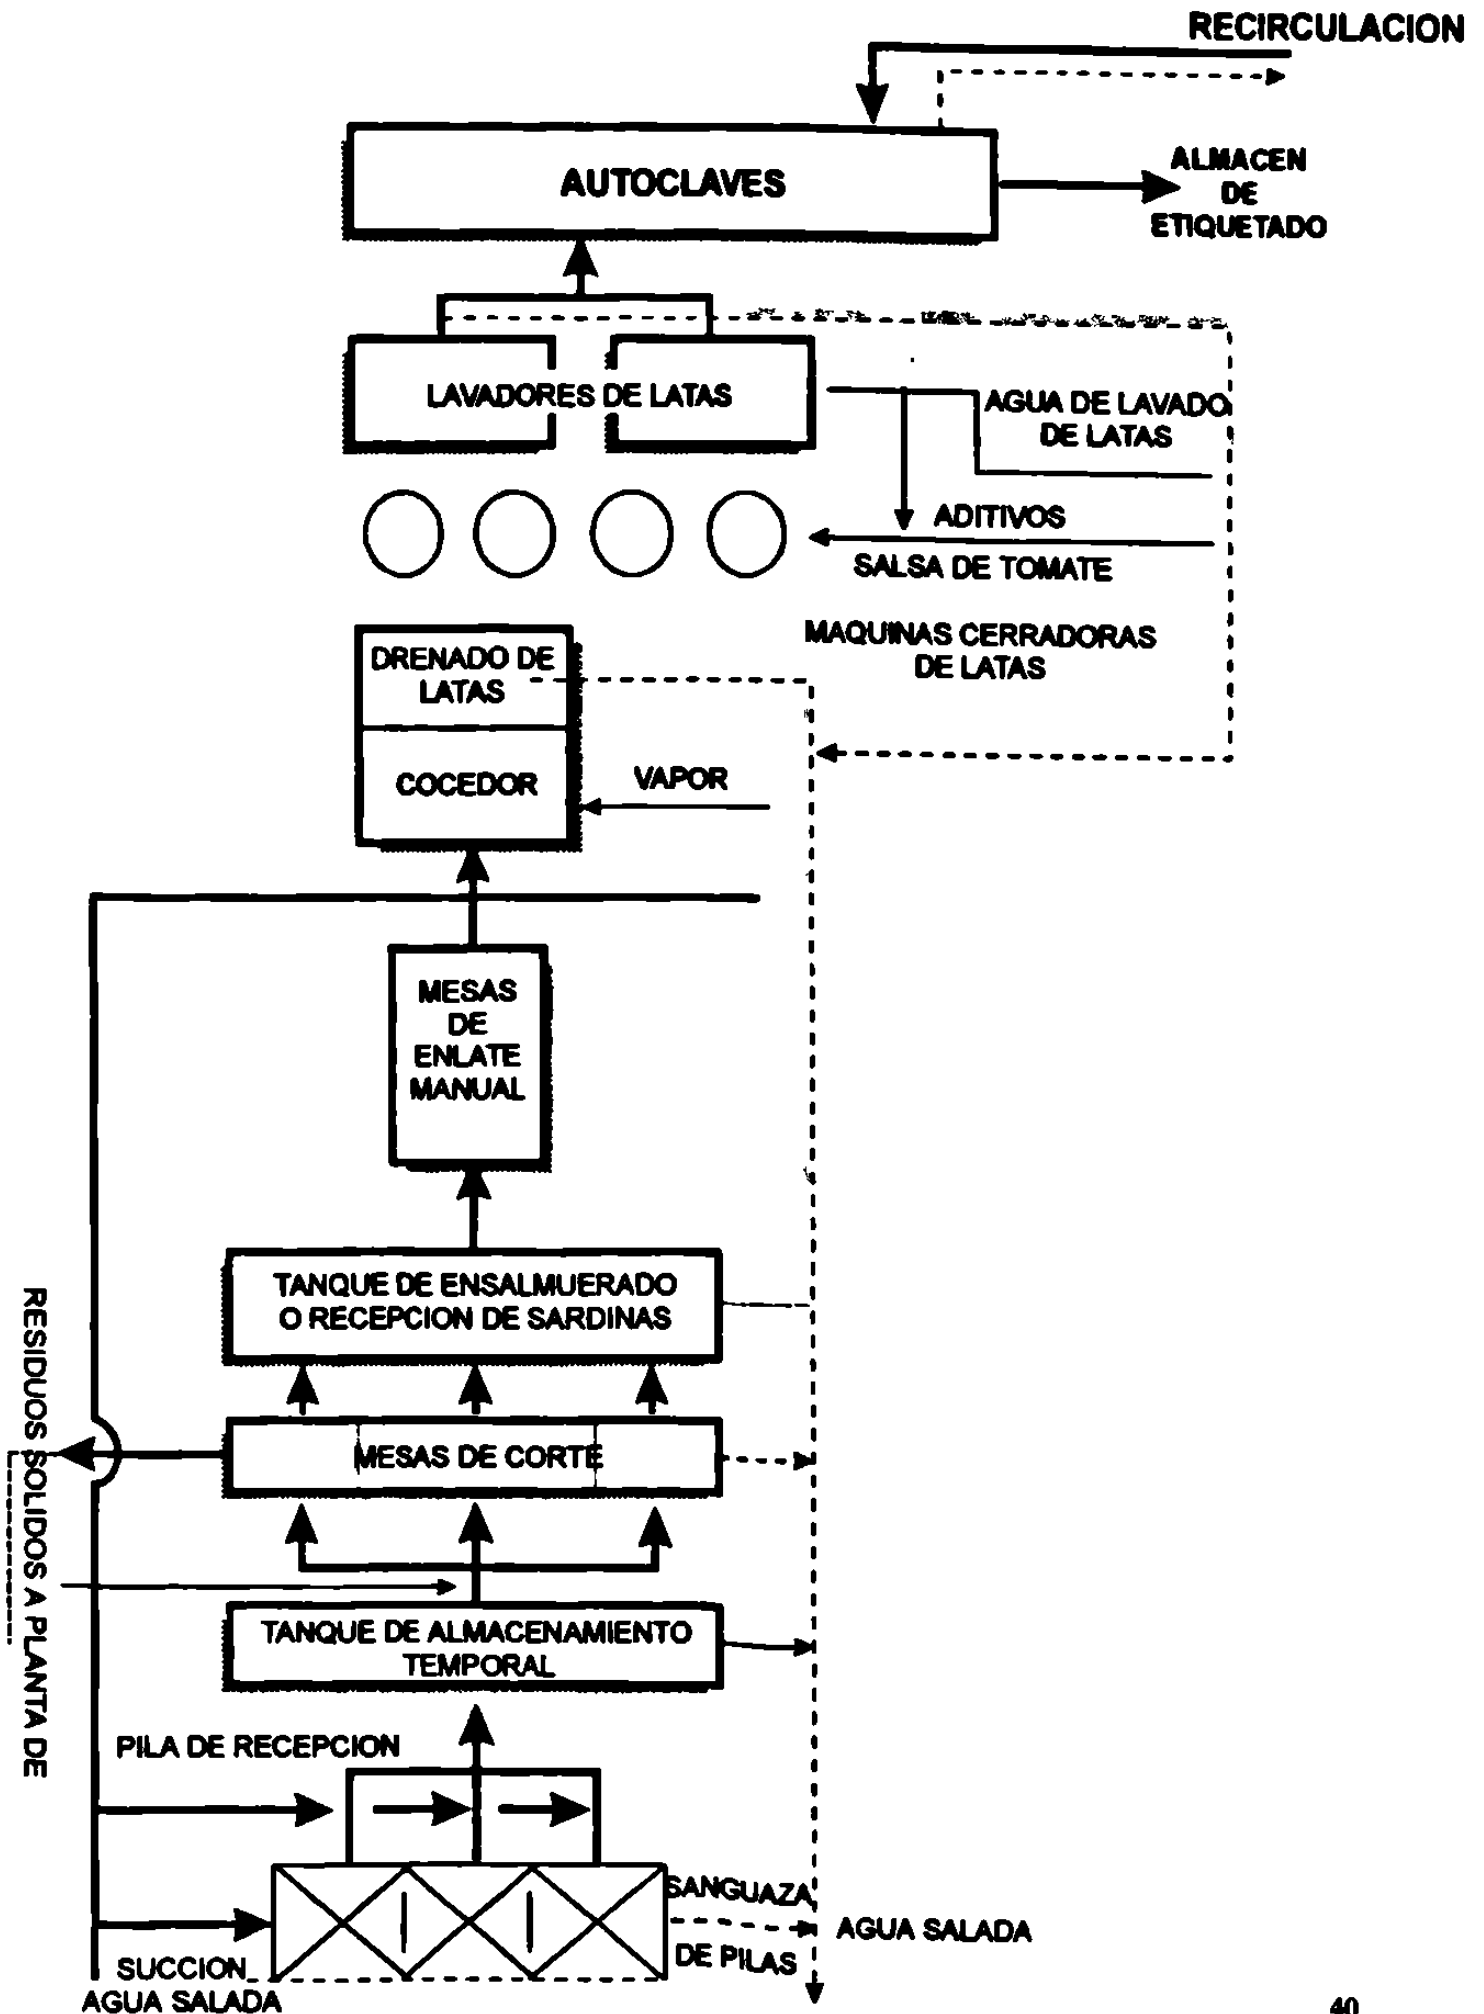 RECIRCULACION
AUTOCLAVES
ALMACEN
DE
ETIQUETADO
LAVADORES DE LATAS
AGUA DE LAVADO
DE LATAS
ADITIVOS
SALSA DE TOMATE
MAQUINAS CERRADORAS
DE LATAS
DRENADO DE
LATAS
COCEDOR
VAPOR
MESAS
DE
ENLATE
MANUAL
TANQUE DE ENSALMUERADO
O RECEPCION DE SARDINAS
MESAS DE CORTE
RESIDUOS SOLIDOS A PLANTA DE
TANQUE DE ALMACENAMIENTO
TEMPORAL
PILA DE RECEPCION
SANGUAZA
DE PILAS
AGUA SALADA
SUCCION
AGUA SALADA
40